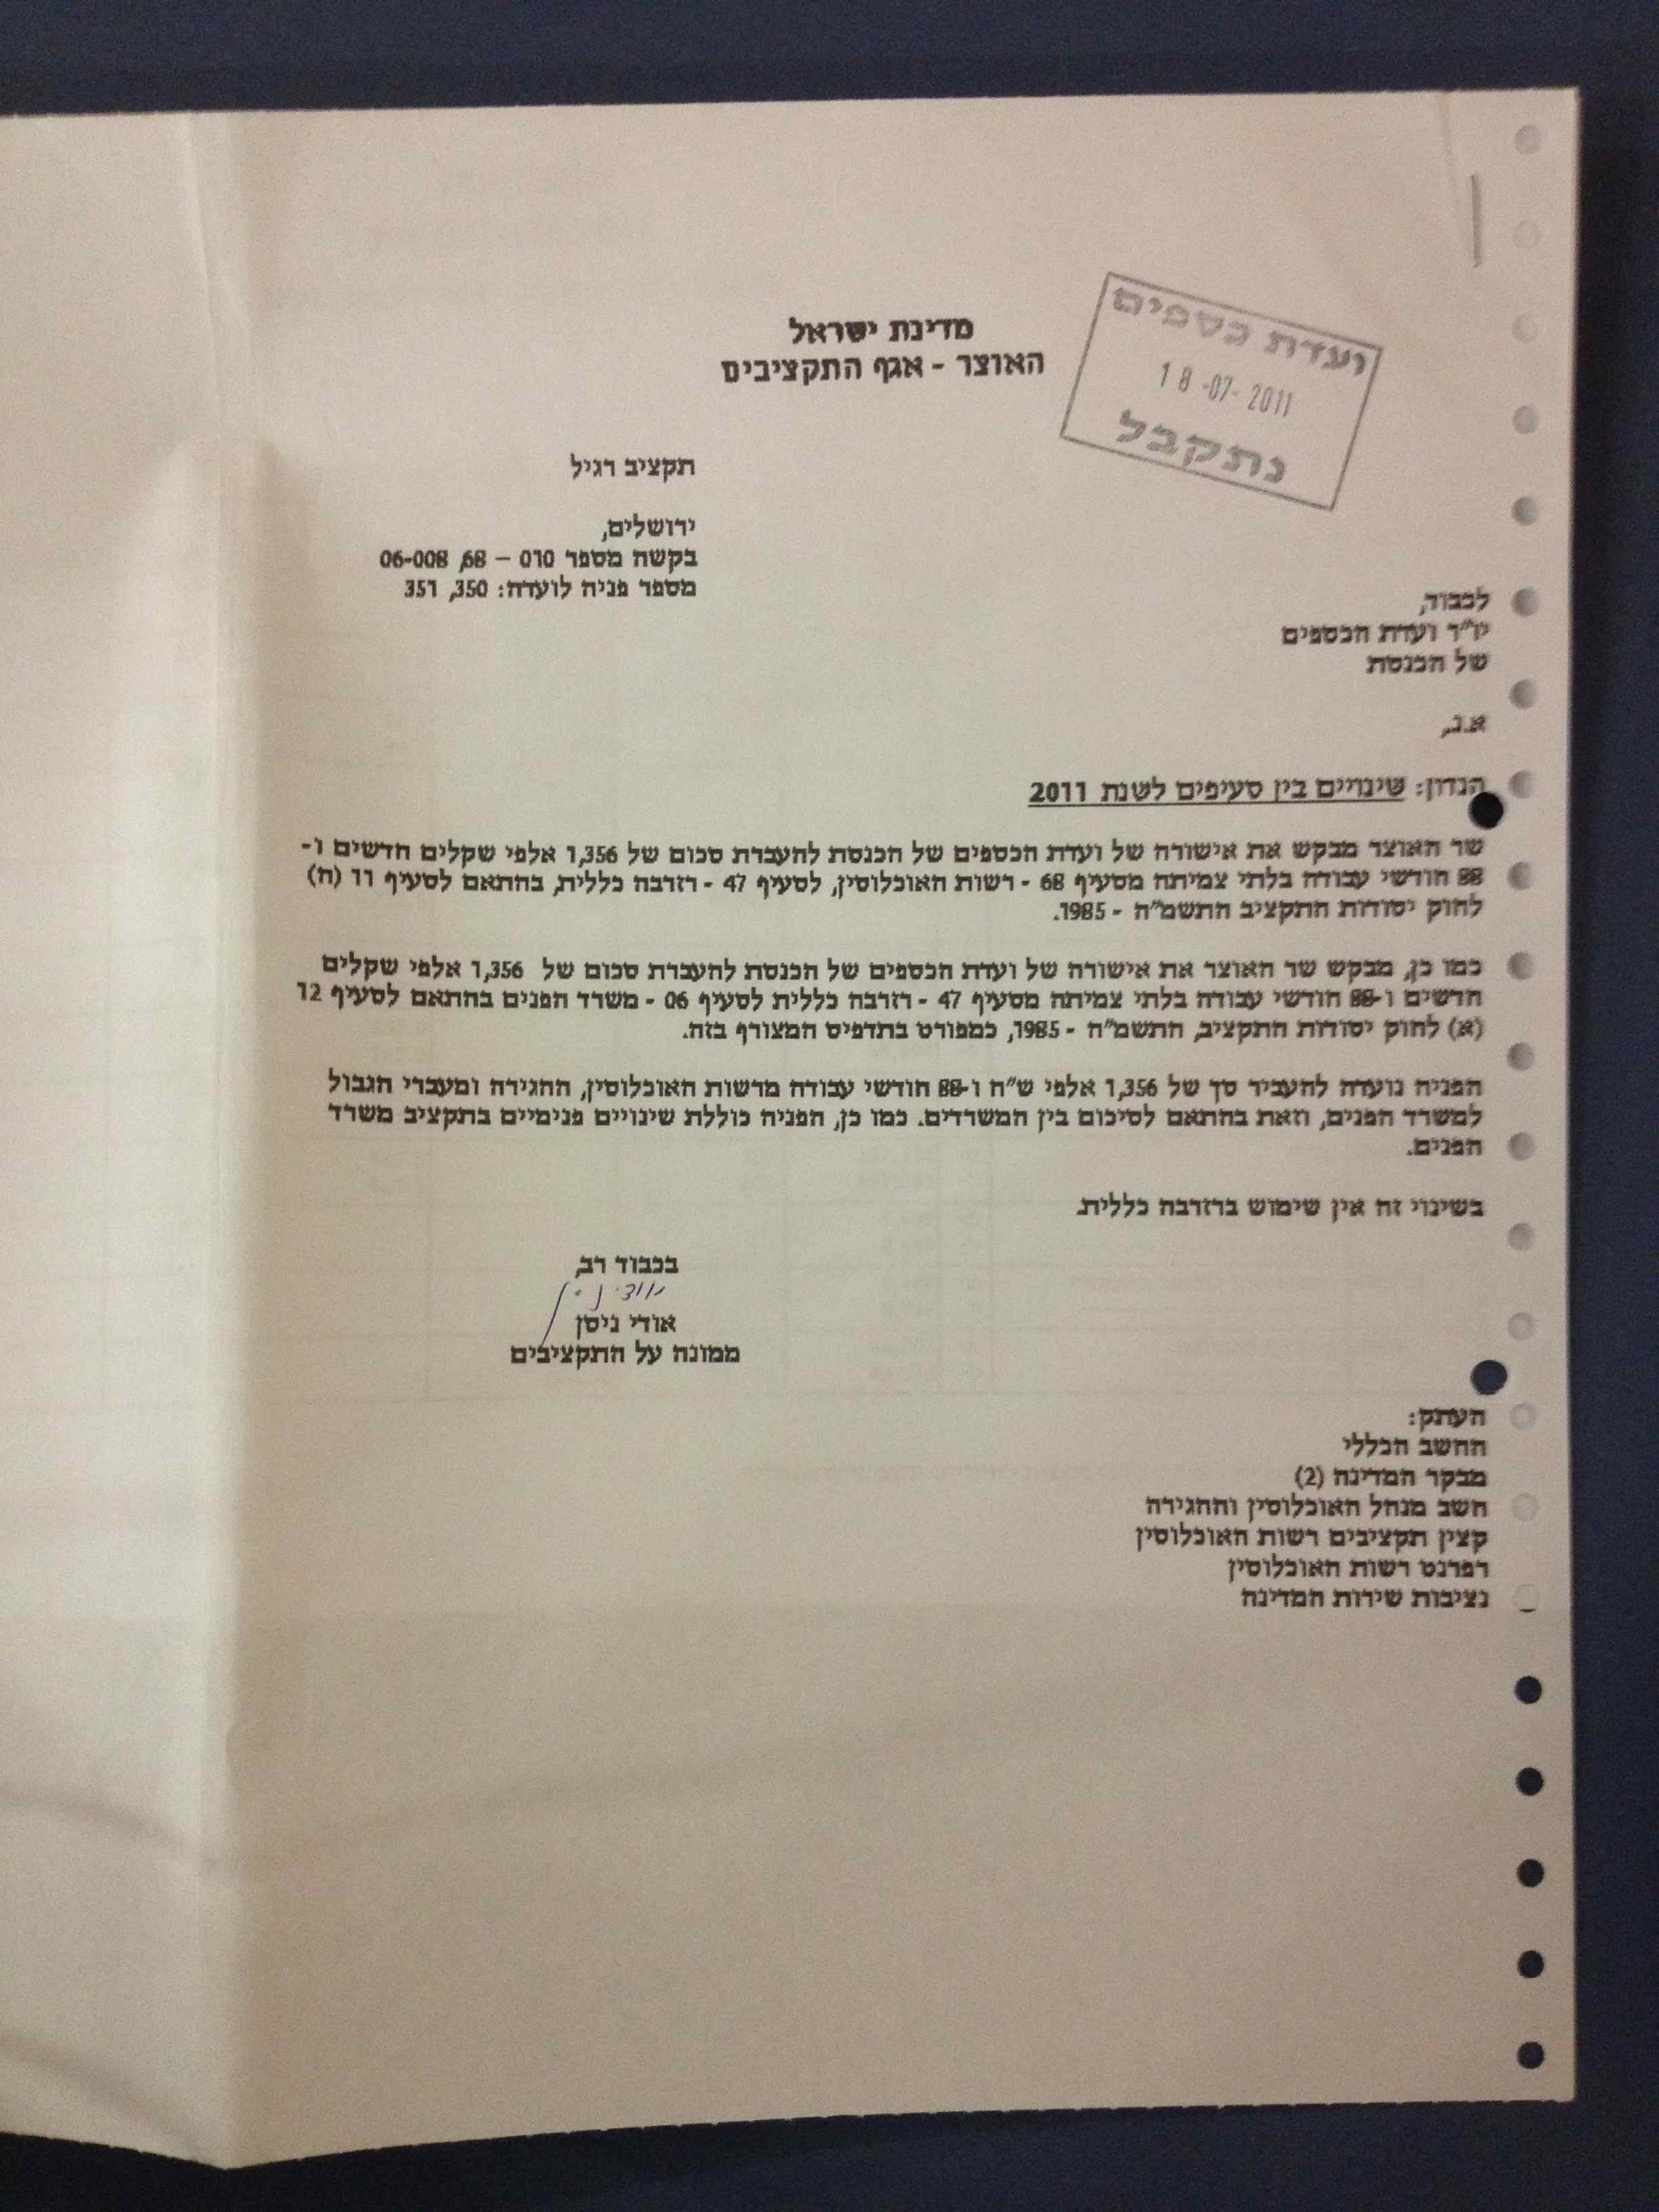 מדינת ישראל
האוצר - אגף התקציבים
ועדת כספים
18-07-2011
נתקבל
תקציב רגיל
ירושלים,
בקשה מספר 010 – 68, 06-008
מספר פניה לועדה: 350, 351
לכבוד,
יו"ר ועדת הכספים
של הכנסת
א.נ,
הנדון: שינויים בין סעיפים לשנת 2011
שר האוצר מבקש את אישורה של ועדת הכספים של הכנסת להעברת סכום של 1,356 אלפי שקלים חדשים ו-
88 חודשי עבודה בלתי צמיתה מסעיף 68 - רשות האוכלוסין, לסעיף 47 - רזרבה כללית, בהתאם לסעיף 11 (ח)
לחוק יסודות התקציב התשמ"ה - 1985.
כמו כן, מבקש שר האוצר את אישורה של ועדת הכספים של הכנסת להעברת סכום של 1,356 אלפי שקלים
חדשים ו-88 חודשי עבודה בלתי צמיתה מסעיף 47 - רזרבה כללית לסעיף 06 - משרד הפנים בהתאם לסעיף 12
(א) לחוק יסודות התקציב, התשמ"ה - 1985, כמפורט בתדפיס המצורף בזה.
הפניה נועדה להעביר סך של 1,356 אלפי ש"ח ו-88 חודשי עבודה מרשות האוכלוסין, ההגירה ומעברי הגבול
למשרד הפנים, וזאת בהתאם לסיכום בין המשרדים. כמו כן, הפניה כוללת שינויים פנימיים בתקציב משרד
הפנים.
בשינוי זה אין שימוש ברזרבה כללית.
בכבוד רב,
אודי ניסן
ממונה על התקציבים
העתק:
החשב הכללי
מבקר המדינה (2)
חשב מנהל האוכלוסין וההגירה
קצין תקציבים רשות האוכלוסין
רפרנט רשות האוכלוסין
נציבות שירות המדינה